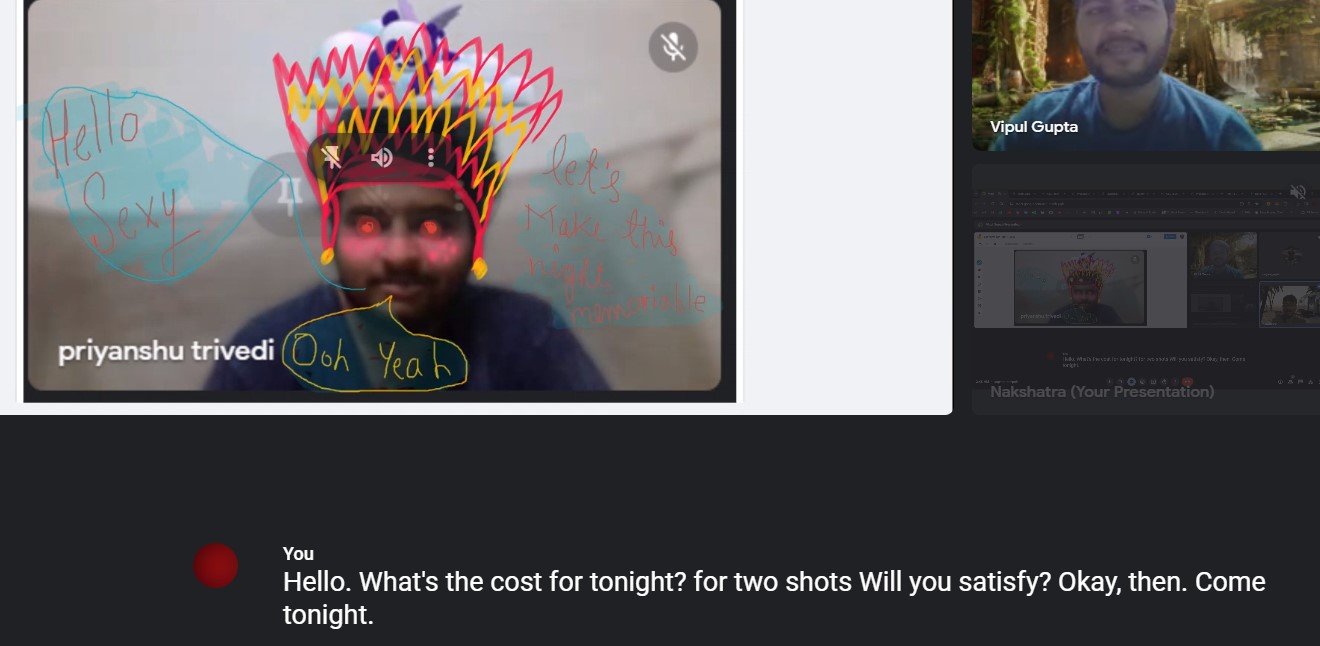 Hello
Sexy
let's
Make this
night
memoriable
priyanshu trivedi
Ooh Yeah
Vipul Gupta
Nakshatra (Your Presentation)
You
Hello. What's the cost for tonight? for two shots Will you satisfy? Okay, then. Come
tonight.